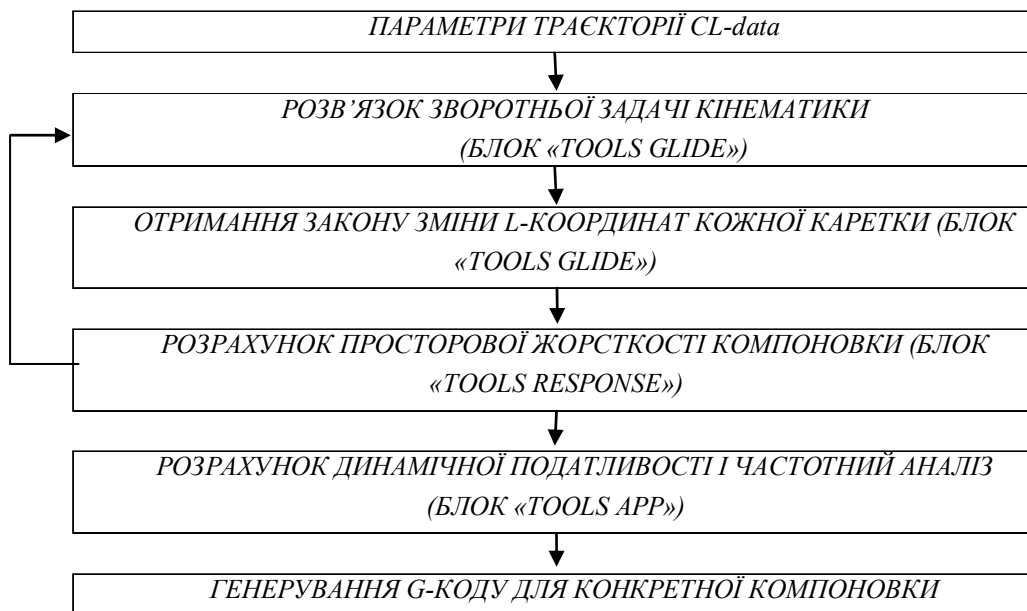 ПАРАМЕТРИ ТРАЄКТОРІЇ CL-data
РОЗВ’ЯЗОК ЗВОРОТНЬОЇ ЗАДАЧІ КІНЕМАТИКИ
(БЛОК «TOOLS GLIDE»)
ОТРИМАННЯ ЗАКОНУ ЗМІНИ L-КООРДИНАТ КОЖНОЇ КАРЕТКИ (БЛОК
«TOOLS GLIDE»)
РОЗРАХУНОК ПРОСТОРОВОЇ ЖОРСТКОСТІ КОМПОНОВКИ (БЛОК
«TOOLS RESPONSE»)
РОЗРАХУНОК ДИНАМІЧНОЇ ПОДАТЛИВОСТІ І ЧАСТОТНИЙ АНАЛІЗ
(БЛОК «TOOLS APP»)
ГЕНЕРУВАННЯ G-КОДУ ДЛЯ КОНКРЕТНОЇ КОМПОНОВКИ